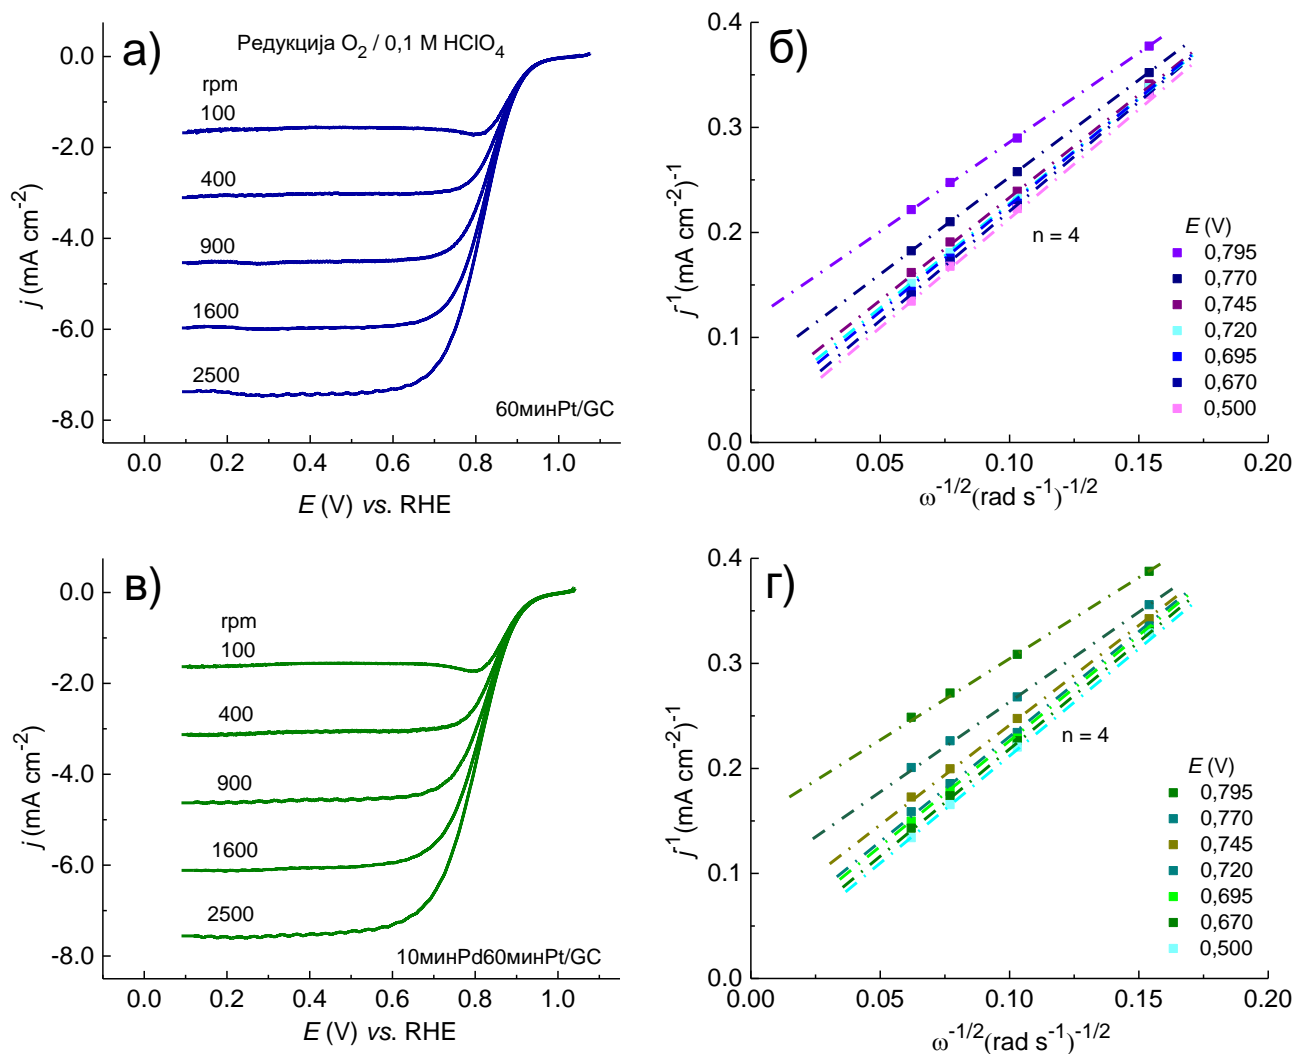 а)
Редукција O2 / 0,1 M HClO4
rpm
100
400
900
1600
2500
60минPt/GC
0.0
-2.0
-4.0
-6.0
-8.0
j (mA cm-2)
0.0 0.2 0.4 0.6 0.8 1.0
E (V) vs. RHE
б)
0.4
0.3
0.2
0.1
0.0
j-1(mA cm-2)-1
n = 4
E (V)
0,795
0,770
0,745
0,720
0,695
0,670
0,500
0.00 0.05 0.10 0.15 0.20
ω-1/2(rad s-1)-1/2
в)
rpm
100
400
900
1600
2500
10минPd60минPt/GC
0.0
-2.0
-4.0
-6.0
-8.0
j (mA cm-2)
0.0 0.2 0.4 0.6 0.8 1.0
E (V) vs. RHE
г)
0.4
0.3
0.2
0.1
0.0
j-1(mA cm-2)-1
n = 4
E (V)
0,795
0,770
0,745
0,720
0,695
0,670
0,500
0.00 0.05 0.10 0.15 0.20
ω-1/2(rad s-1)-1/2